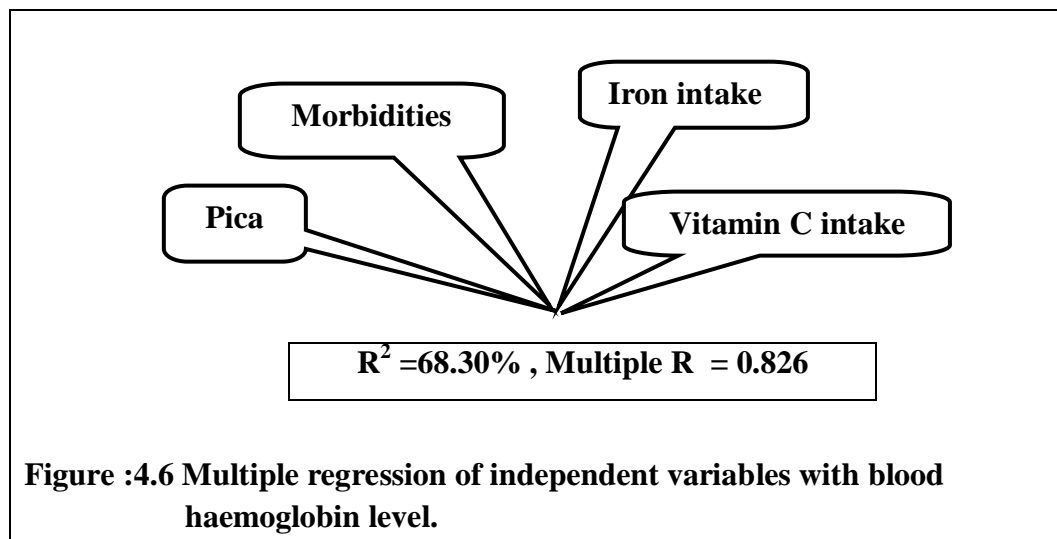 Iron intake
Morbidities
Pica
Vitamin C intake
R² =68.30% , Multiple R = 0.826
Figure :4.6 Multiple regression of independent variables with blood
haemoglobin level.